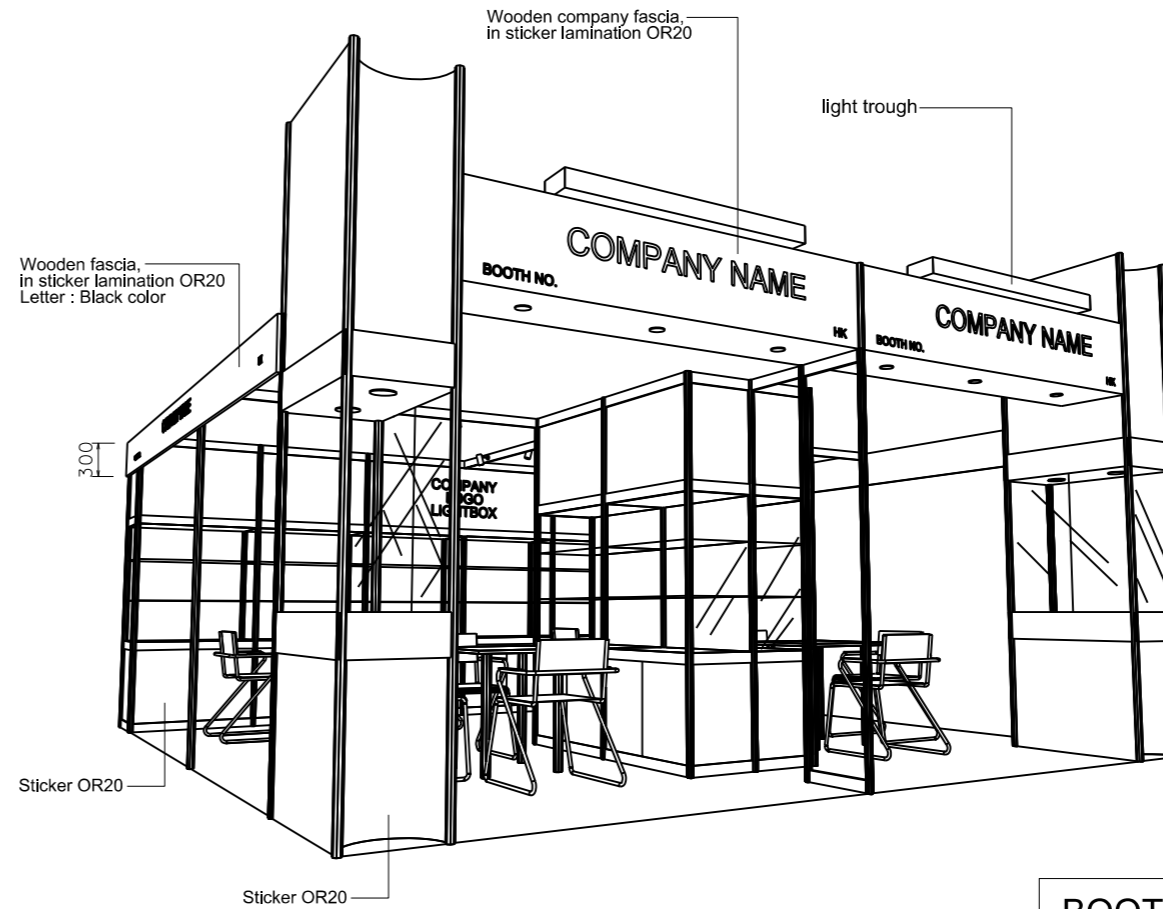 Wooden company fascia,
in sticker lamination OR20
light trough
Wooden fascia,
in sticker lamination OR20
Letter : Black color
COMPANY NAME
BOOTH NO.
HK
COMPANY NAME
BOOTH NO.
HK
300
COMPANY
LOGO
LIGHTBOX
Sticker OR20
Sticker OR20
BOOT